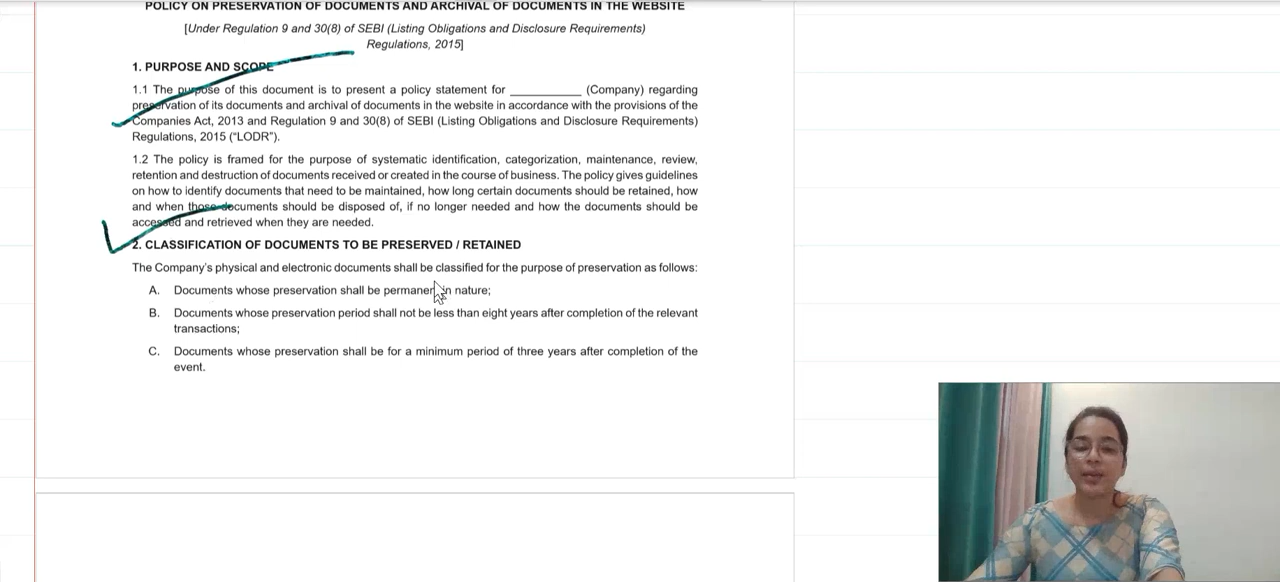 POLICY ON PRESERVATION OF DOCUMENTS AND ARCHIVAL OF DOCUMENTS IN THE WEBSITE
[Under Regulation 9 and 30(8) of SEBI (Listing Obligations and Disclosure Requirements)
Regulations, 2015]
1. PURPOSE AND SCOPE
1.1 The purpose of this document is to present a policy statement for ___________ (Company) regarding
preservation of its documents and archival of documents in the website in accordance with the provisions of the
Companies Act, 2013 and Regulation 9 and 30(8) of SEBI (Listing Obligations and Disclosure Requirements)
Regulations, 2015 ("LODR").
1.2 The policy is framed for the purpose of systematic identification, categorization, maintenance, review,
retention and destruction of documents received or created in the course of business. The policy gives guidelines
on how to identify documents that need to be maintained, how long certain documents should be retained, how
and when those documents should be disposed of, if no longer needed and how the documents should be
accessed and retrieved when they are needed.
2. CLASSIFICATION OF DOCUMENTS TO BE PRESERVED / RETAINED
The Company's physical and electronic documents shall be classified for the purpose of preservation as follows:
A. Documents whose preservation shall be permanent in nature;
B. Documents whose preservation period shall not be less than eight years after completion of the relevant
transactions;
C. Documents whose preservation shall be for a minimum period of three years after completion of the
event.